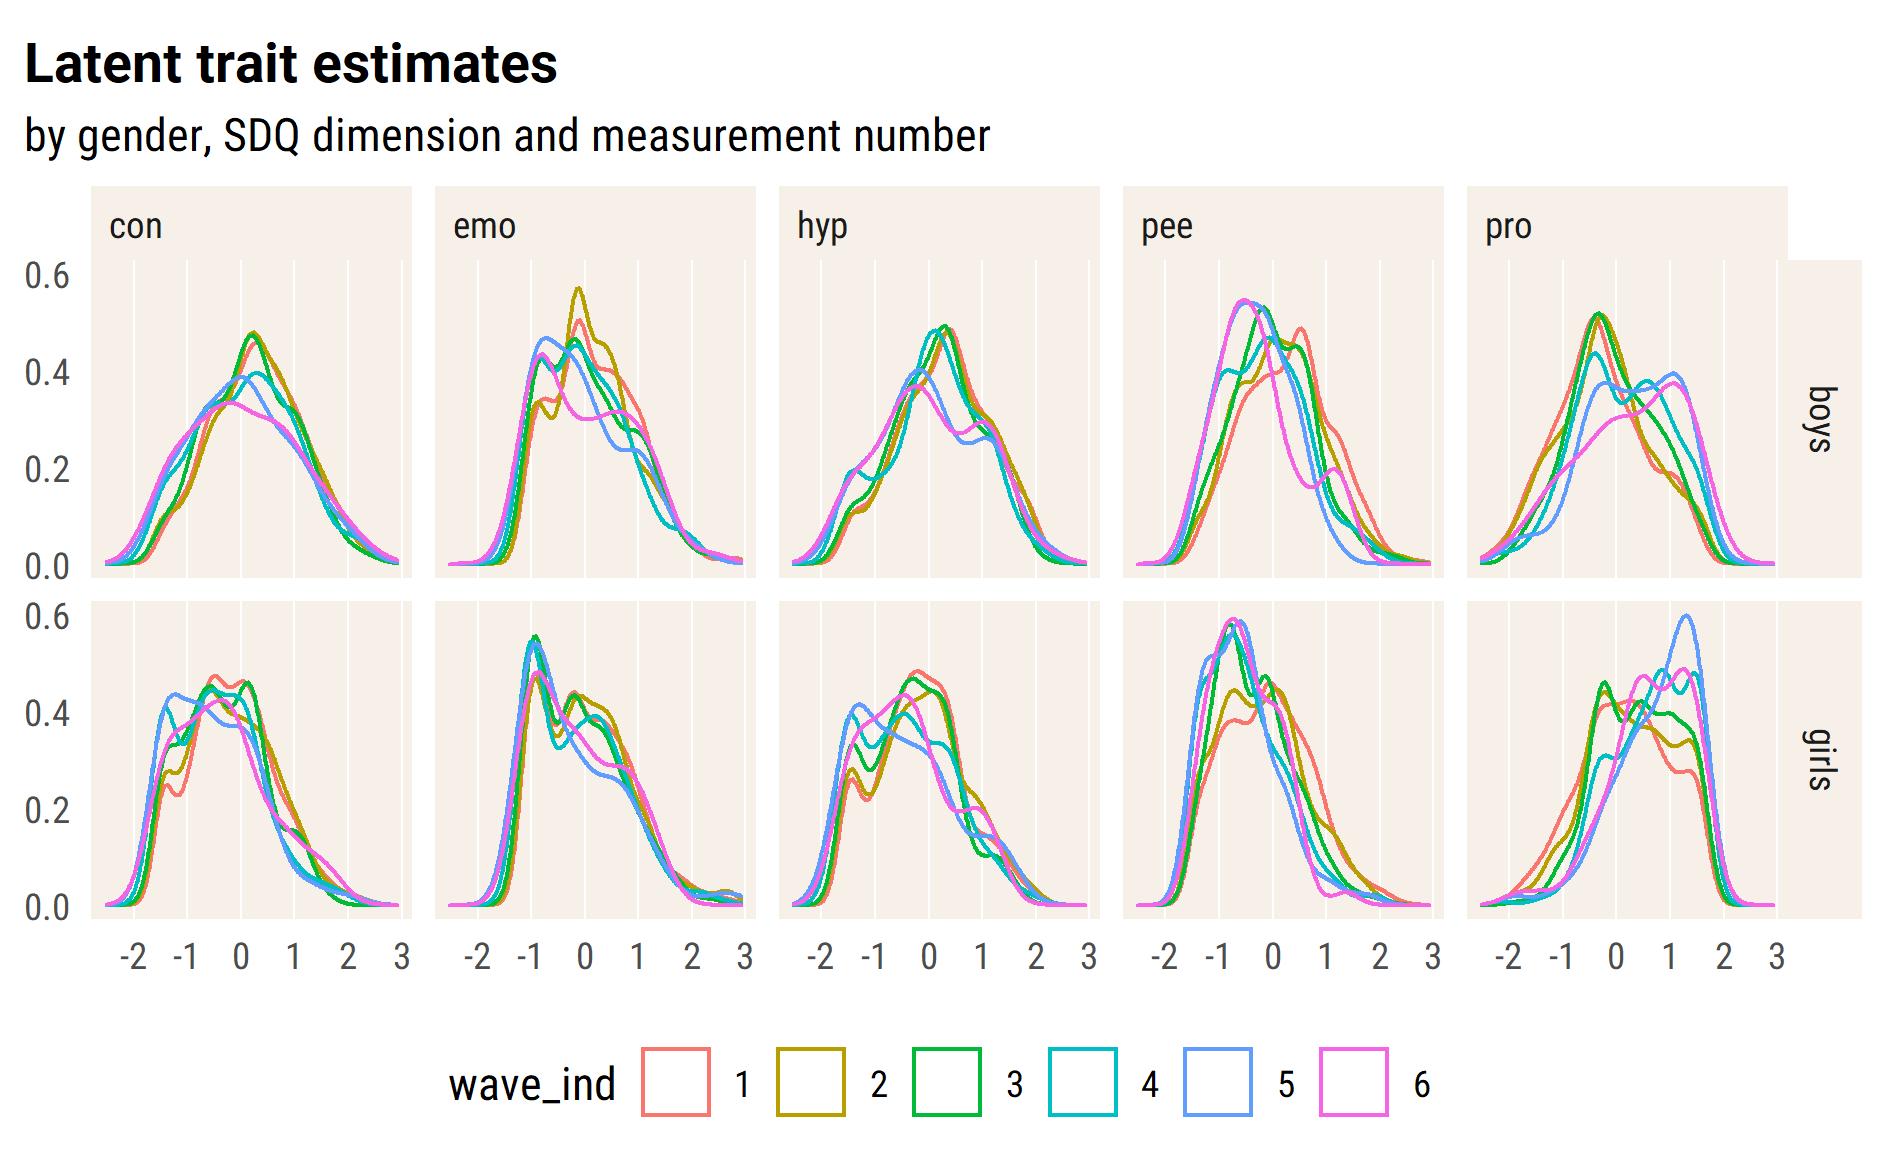 Latent trait estimates
by gender, SDQ dimension and measurement number
con emo hyp pee pro
0.6
0.4
0.2
0.0
boys
0.6
0.4
0.2
0.0
girls
-2 -1 0 1 2 3 -2 -1 0 1 2 3 -2 -1 0 1 2 3 -2 -1 0 1 2 3 -2 -1 0 1 2 3
wave_ind 1 2 3 4 5 6